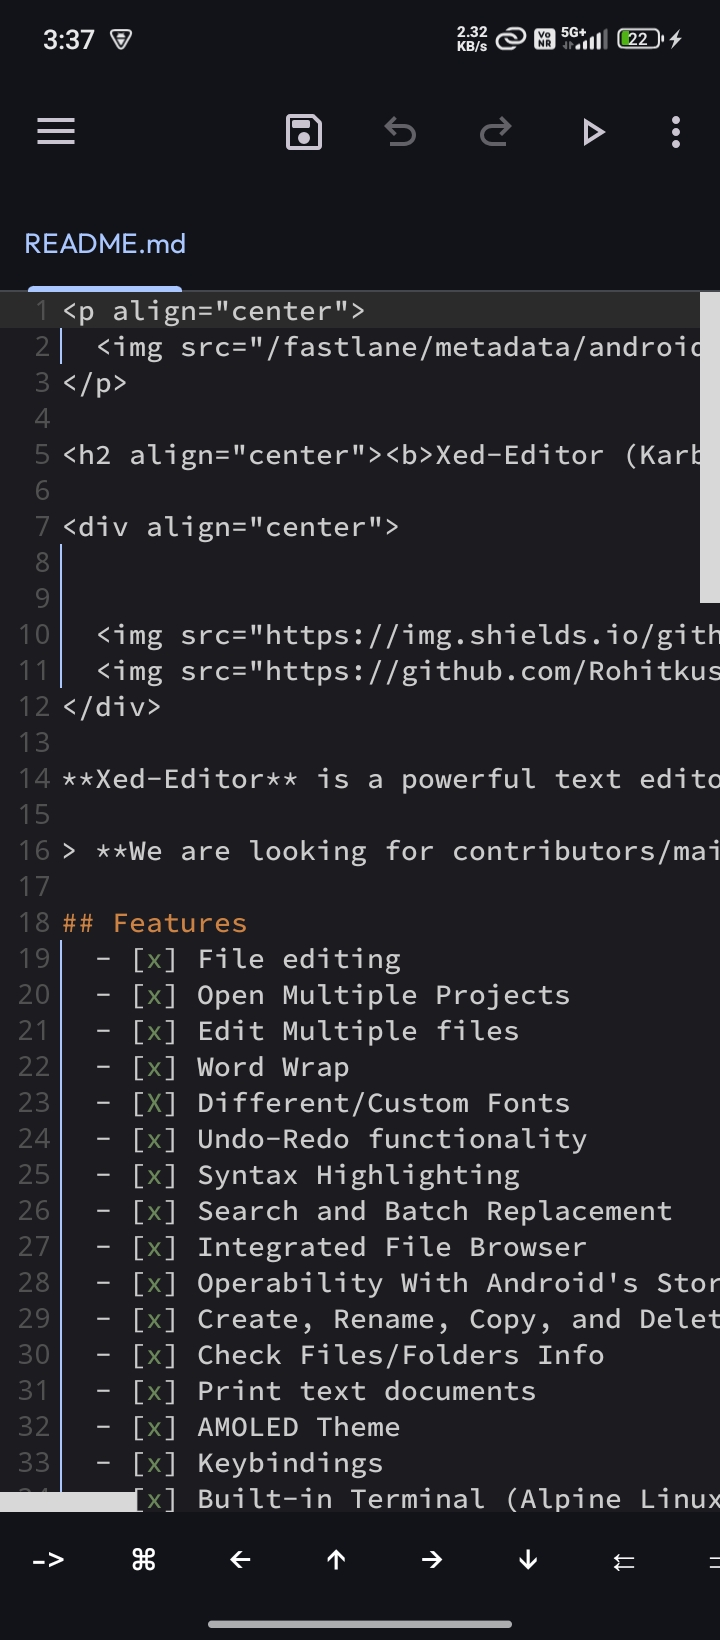 3:37 2.32 KB/s Vo NR 5G+ 22
README.md
1 <p align="center">
2 <img src="/fastlane/metadata/android
3 </p>
4
5 <h2 align="center"><b>Xed-Editor (Karb
6
7 <div align="center">
8
9
10 <img src="https://img.shields.io/gith
11 <img src="https://github.com/Rohitkus
12 </div>
13
14 **Xed-Editor** is a powerful text edito
15
16 > **We are looking for contributors/mai
17
18 ## Features
19 - [x] File editing
20 - [x] Open Multiple Projects
21 - [x] Edit Multiple files
22 - [x] Word Wrap
23 - [X] Different/Custom Fonts
24 - [x] Undo-Redo functionality
25 - [x] Syntax Highlighting
26 - [x] Search and Batch Replacement
27 - [x] Integrated File Browser
28 - [x] Operability With Android's Stor
29 - [x] Create, Rename, Copy, and Delet
30 - [x] Check Files/Folders Info
31 - [x] Print text documents
32 - [x] AMOLED Theme
33 - [x] Keybindings
[x] Built-in Terminal (Alpine Linux
-> ⌘ ← ↑ → ↓ ⇇